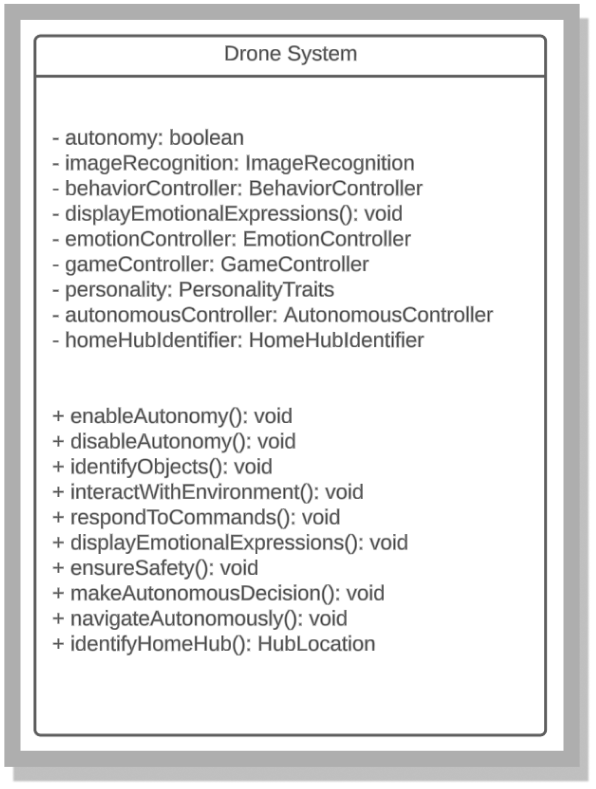 Drone System
- autonomy: boolean
- imageRecognition: ImageRecognition
- behaviorController: BehaviorController
- displayEmotionalExpressions(): void
- emotionController: EmotionController
- gameController: GameController
- personality: PersonalityTraits
- autonomousController: AutonomousController
- homeHubIdentifier: HomeHubIdentifier
+ enableAutonomy(): void
+ disableAutonomy(): void
+ identifyObjects(): void
+ interactWithEnvironment(): void
+ respondToCommands(): void
+ displayEmotionalExpressions(): void
+ ensureSafety(): void
+ makeAutonomousDecision(): void
+ navigateAutonomously(): void
+ identifyHomeHub(): HubLocation